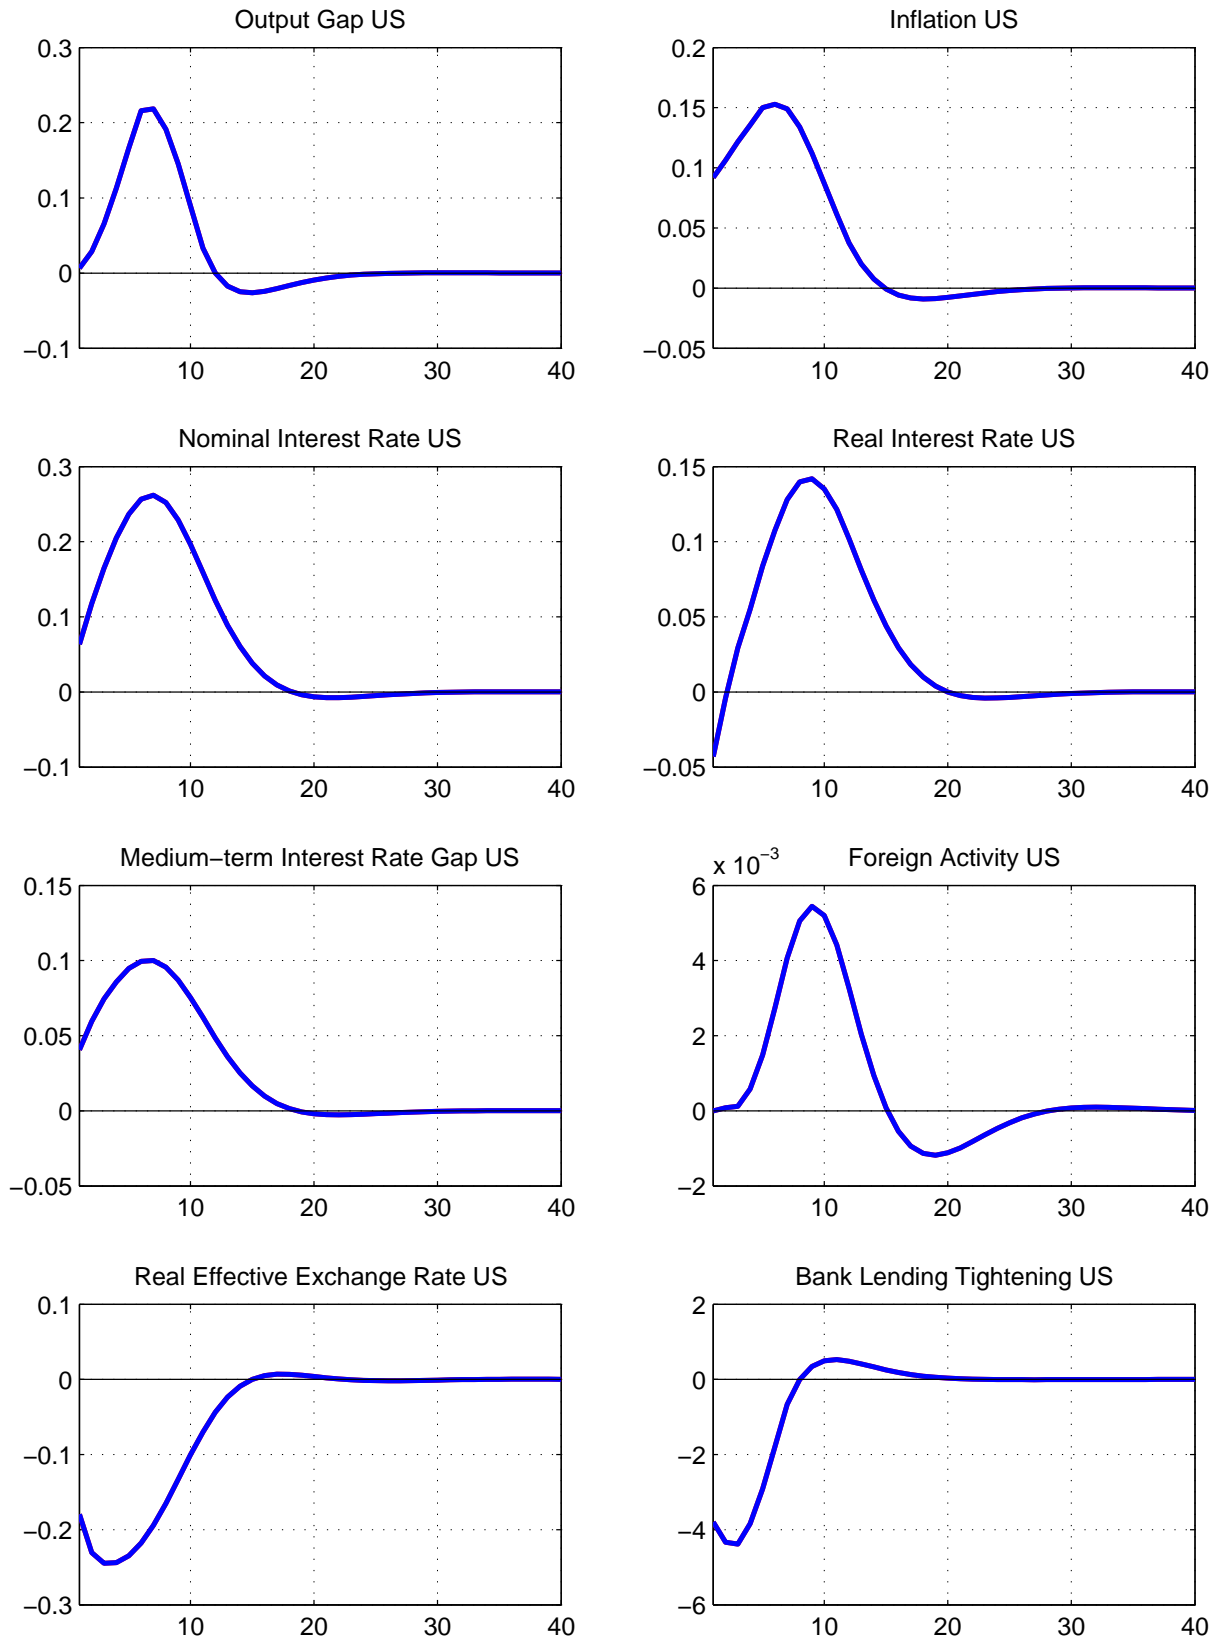 Output Gap US
0.3
0.2
0.1
0
−0.1
10 20 30 40
Inflation US
0.2
0.15
0.1
0.05
0
−0.05
10 20 30 40
Nominal Interest Rate US
0.3
0.2
0.1
0
−0.1
10 20 30 40
Real Interest Rate US
0.15
0.1
0.05
0
−0.05
10 20 30 40
Medium−term Interest Rate Gap US
0.15
0.1
0.05
0
−0.05
10 20 30 40
Foreign Activity US
x 10⁻³
6
4
2
0
−2
10 20 30 40
Real Effective Exchange Rate US
0.1
0
−0.1
−0.2
−0.3
10 20 30 40
Bank Lending Tightening US
2
0
−2
−4
−6
10 20 30 40